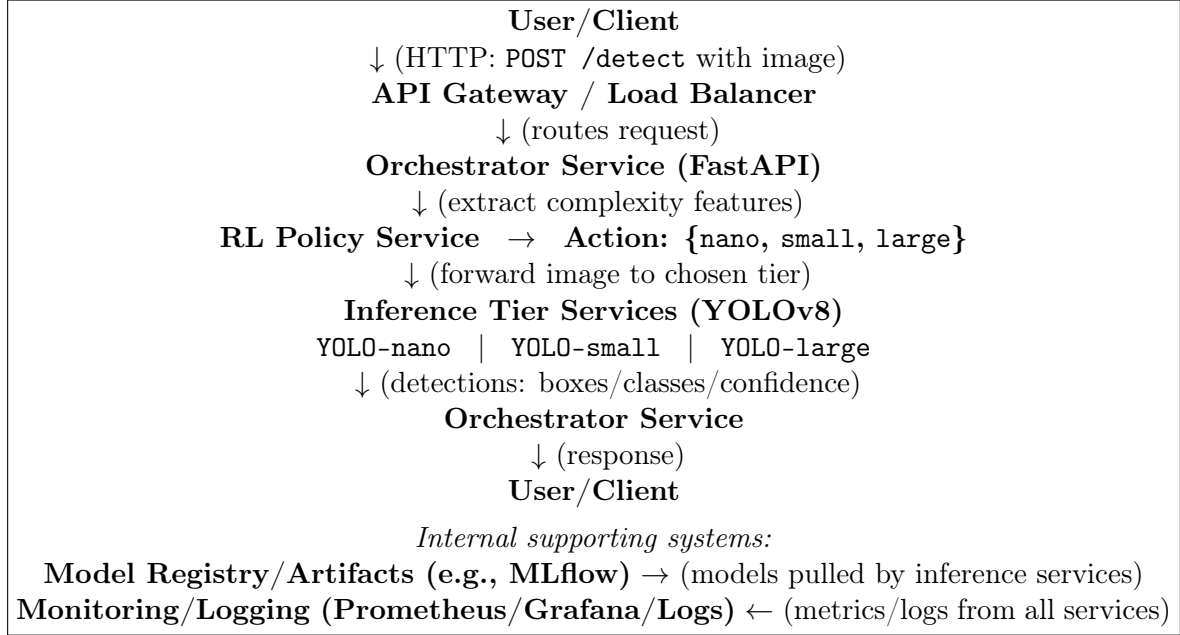 User/Client
↓ (HTTP: POST /detect with image)
API Gateway / Load Balancer
↓ (routes request)
Orchestrator Service (FastAPI)
↓ (extract complexity features)
RL Policy Service → Action: {nano, small, large}
↓ (forward image to chosen tier)
Inference Tier Services (YOLOv8)
YOLO-nano | YOLO-small | YOLO-large
↓ (detections: boxes/classes/confidence)
Orchestrator Service
↓ (response)
User/Client
Internal supporting systems:
Model Registry/Artifacts (e.g., MLflow) → (models pulled by inference services)
Monitoring/Logging (Prometheus/Grafana/Logs) ← (metrics/logs from all services)